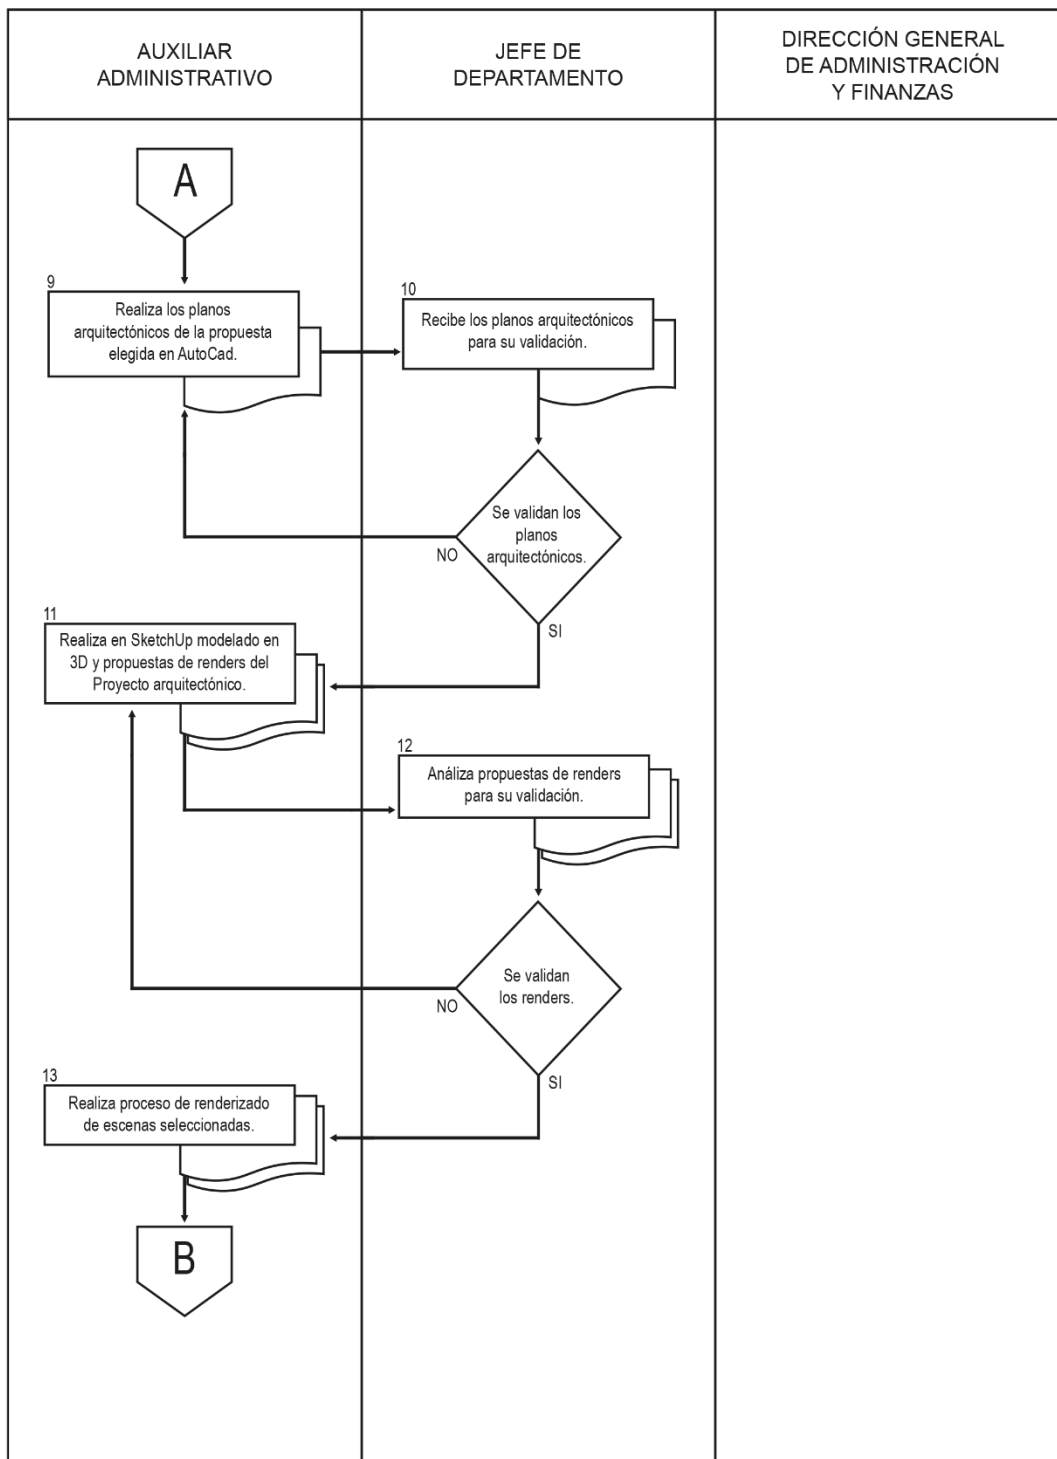 AUXILIAR
ADMINISTRATIVO
JEFE DE
DEPARTAMENTO
DIRECCIÓN GENERAL
DE ADMINISTRACIÓN
Y FINANZAS
A
9
Realiza los planos
arquitectónicos de la propuesta
elegida en AutoCad.
10
Recibe los planos arquitectónicos
para su validación.
Se validan los
planos
arquitectónicos.
NO
SI
11
Realiza en SketchUp modelado en
3D y propuestas de renders del
Proyecto arquitectónico.
12
Análiza propuestas de renders
para su validación.
Se validan
los renders.
NO
SI
13
Realiza proceso de renderizado
de escenas seleccionadas.
B